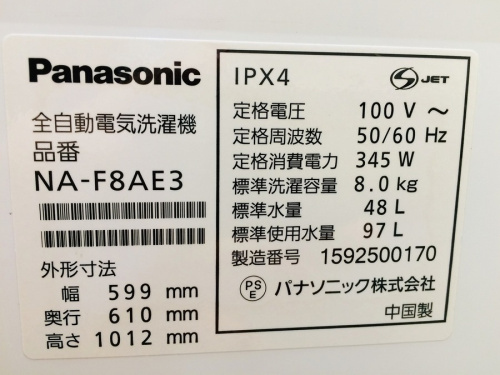 Panasonic
全自動電気洗濯機
品番
NA-F8AE3
外形寸法
幅 599 mm
奥行 610 mm
高さ 1012 mm
IPX4
S JET
定格電圧 100 V ～
定格周波数 50/60 Hz
定格消費電力 345 W
標準洗濯容量 8.0 kg
標準水量 48 L
標準使用水量 97 L
製造番号 1592500170
PSE パナソニック株式会社
中国製